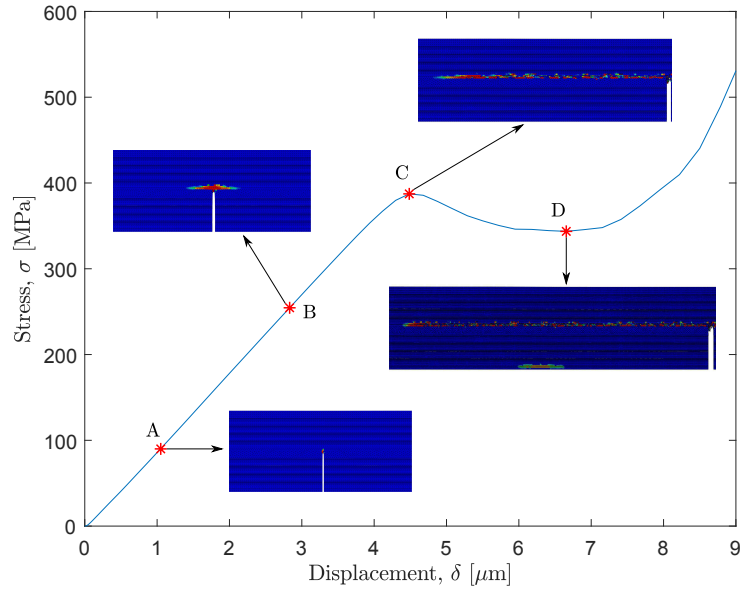 600
500
400
300
200
100
0
Stress, σ [MPa]
A
B
C
D
0 1 2 3 4 5 6 7 8 9
Displacement, δ [μm]